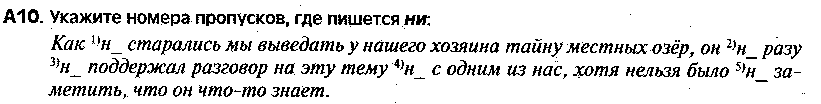 А10. Укажите номера пропусков, где пишется ни:
Как ¹⁾н_ старались мы выведать у нашего хозяина тайну местных озёр, он ²⁾н_ разу
³⁾н_ поддержал разговор на эту тему ⁴⁾н_ с одним из нас, хотя нельзя было ⁵⁾н_ за-
метить, что он что-то знает.